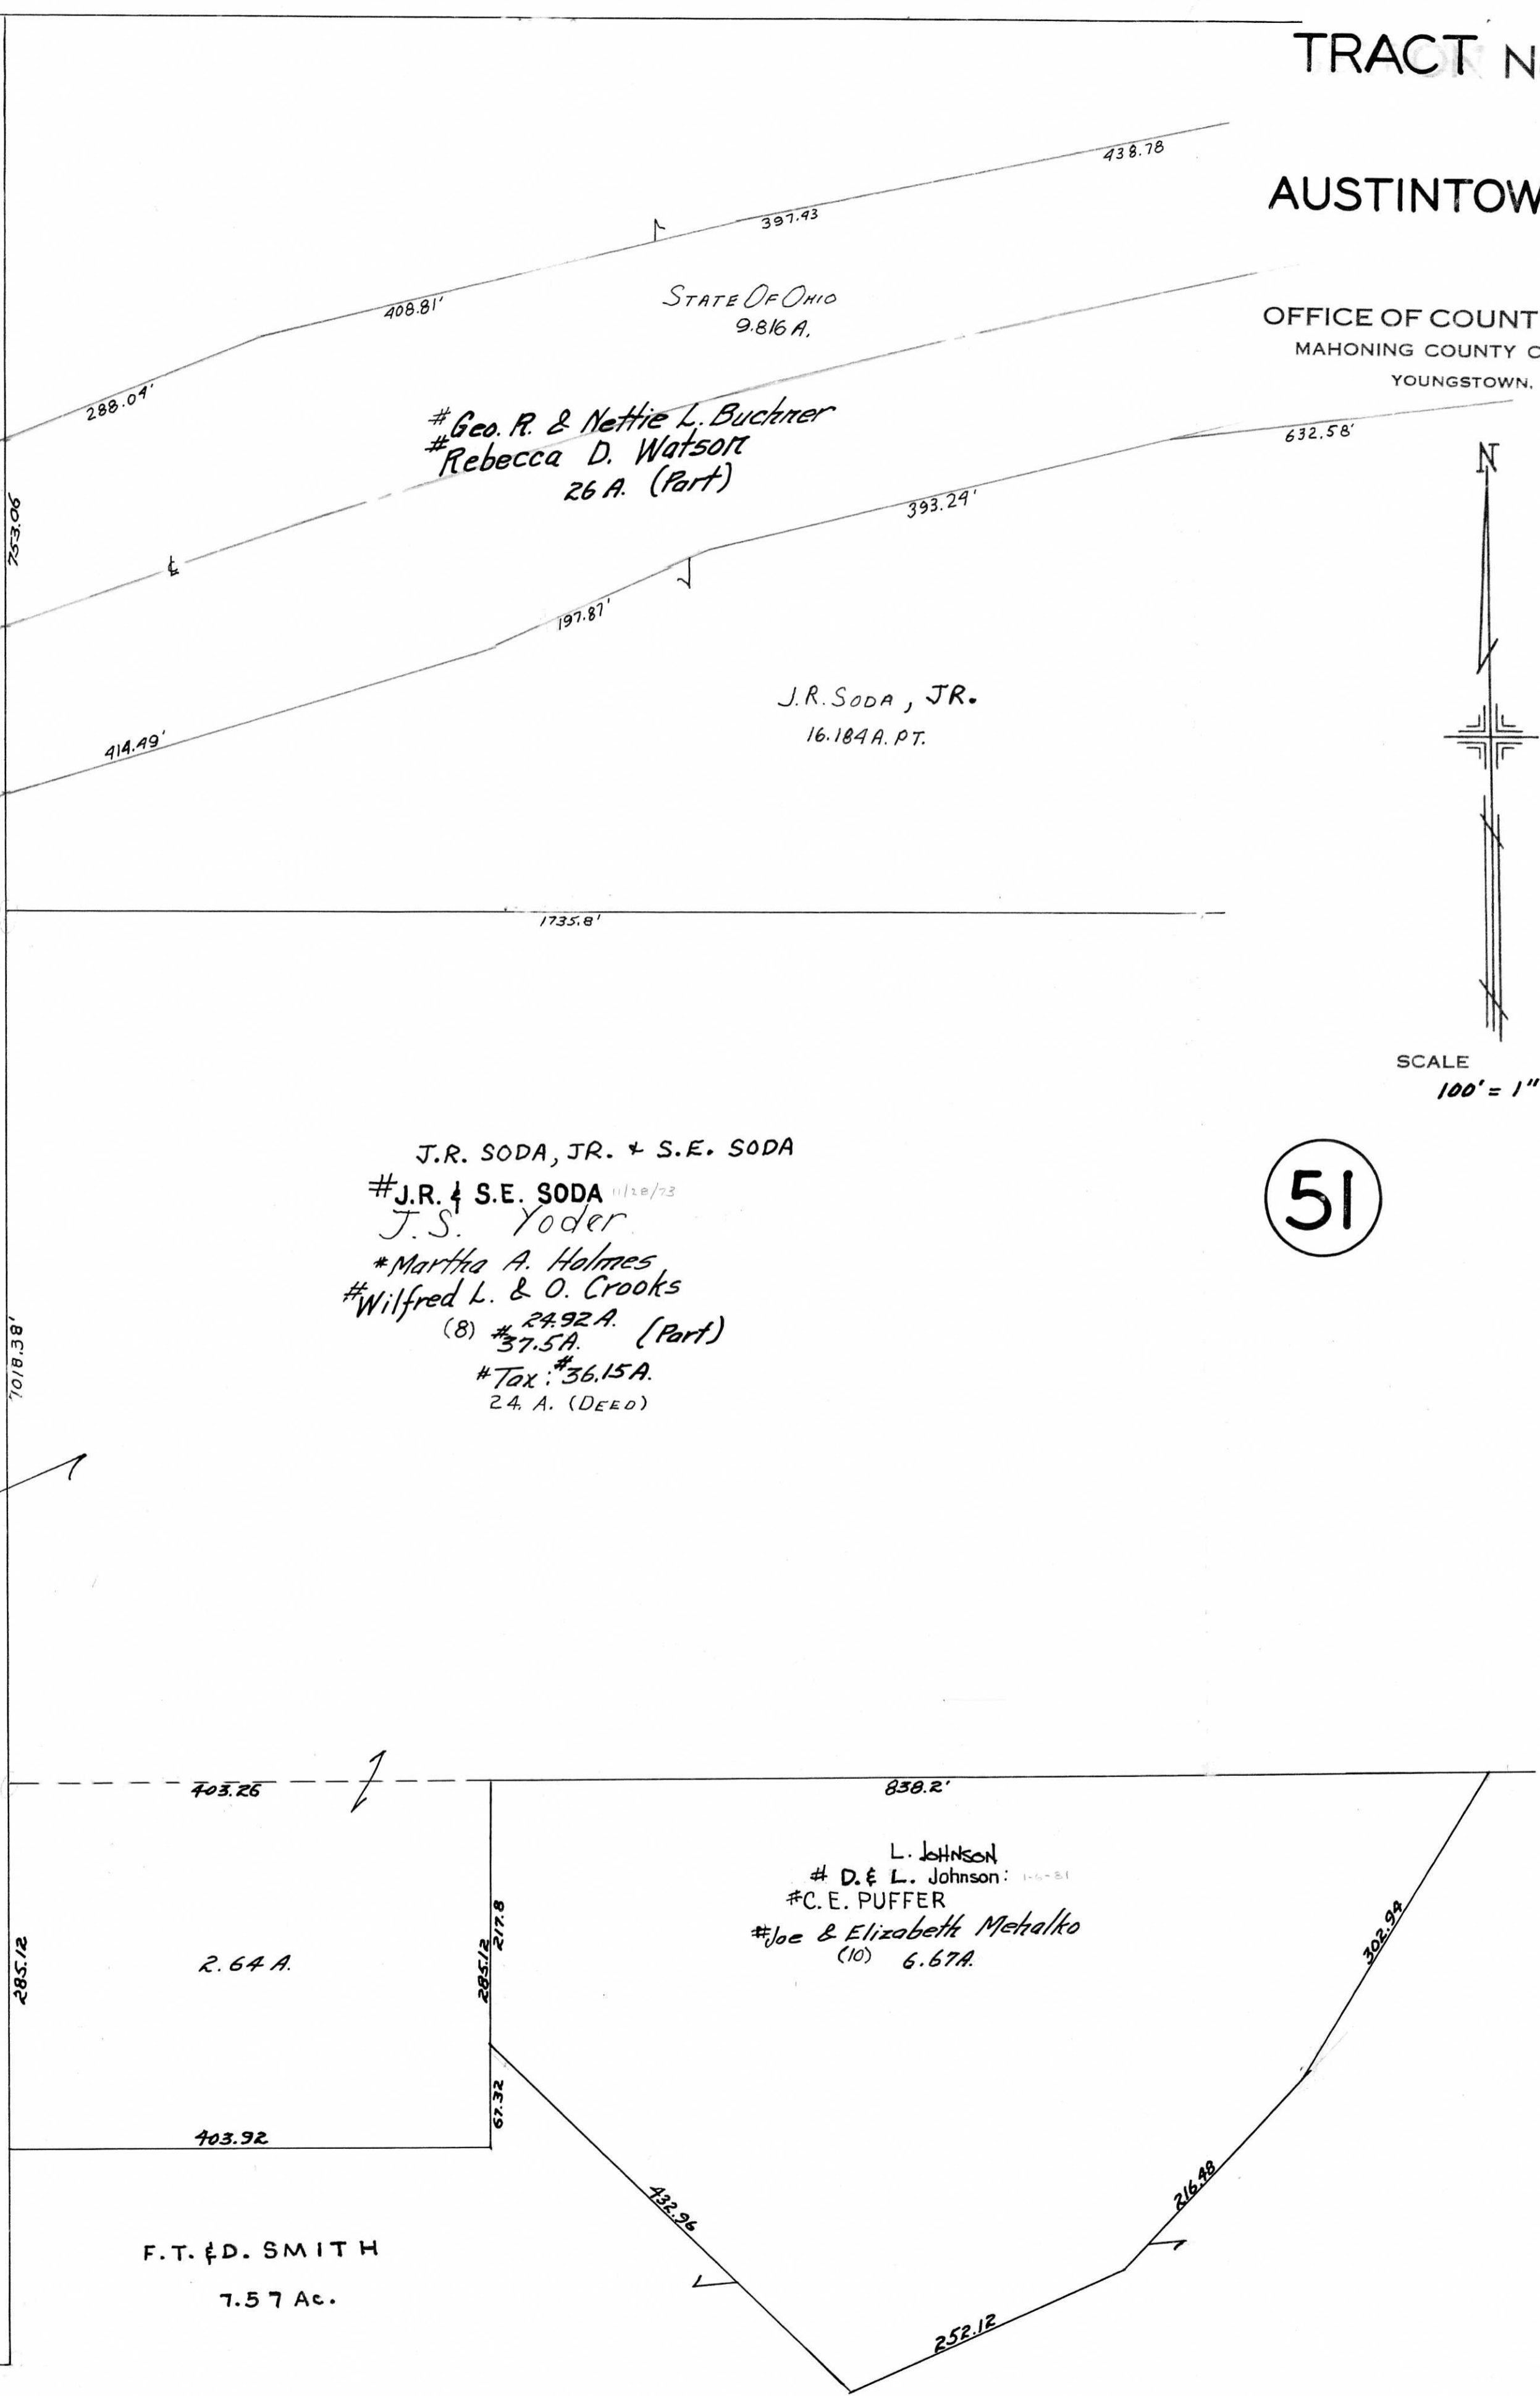 TRACT N
438.78
AUSTINTOW
397.43
STATE OF OHIO
9.816 A.
408.81'
OFFICE OF COUNT
MAHONING COUNTY
YOUNGSTOWN,
288.04'
#Geo. R. & Nettie L. Buchner
#Rebecca D. Watson
26 A. (Part)
632.58'
N
393.24'
753.06
197.87'
J.R. SODA, JR.
16.184 A. PT.
414.49'
1735.8'
SCALE
100' = 1"
J.R. SODA, JR. & S.E. SODA
#J.R. & S.E. SODA 11/28/73
J.S. Yoder
51
*Martha A. Holmes
#Wilfred L. & O. Crooks
(8) 24.92 A.
#37.5 A. (Part)
#Tax: #36.15 A.
24. A. (DEED)
7018.38'
403.26
838.2'
L. JOHNSON
# D. & L. Johnson:
#C. E. PUFFER
#Joe & Elizabeth Mehalko
(10) 6.67A.
302.94
217.8
285.12
285.12
2.64 A.
67.32
403.92
432.96
216.48
F.T. & D. SMITH
7.57 Ac.
252.12